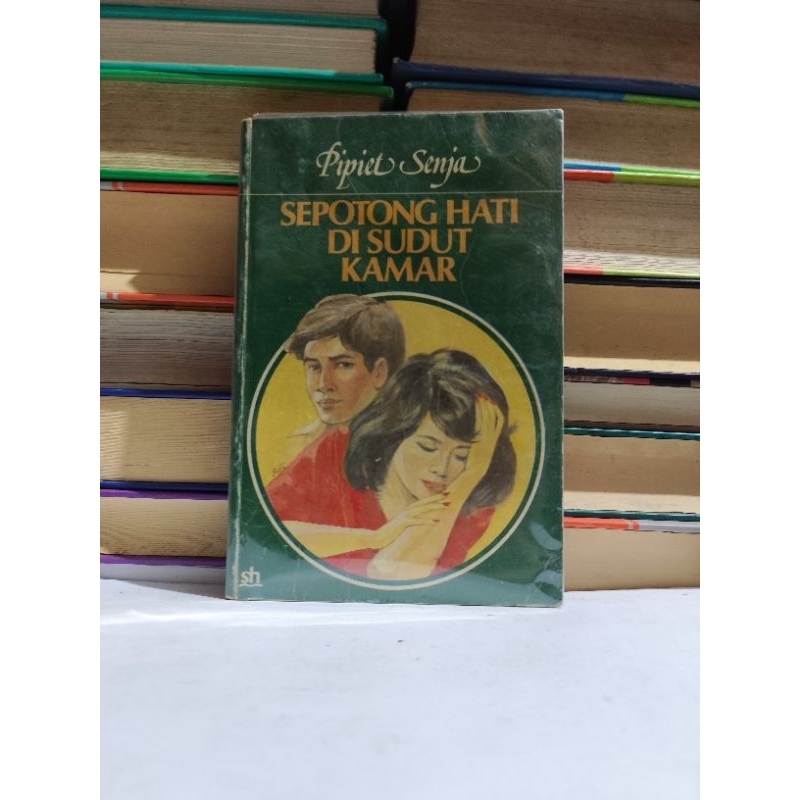 Pipiet Senja
SEPOTONG HATI
DI SUDUT
KAMAR
sh